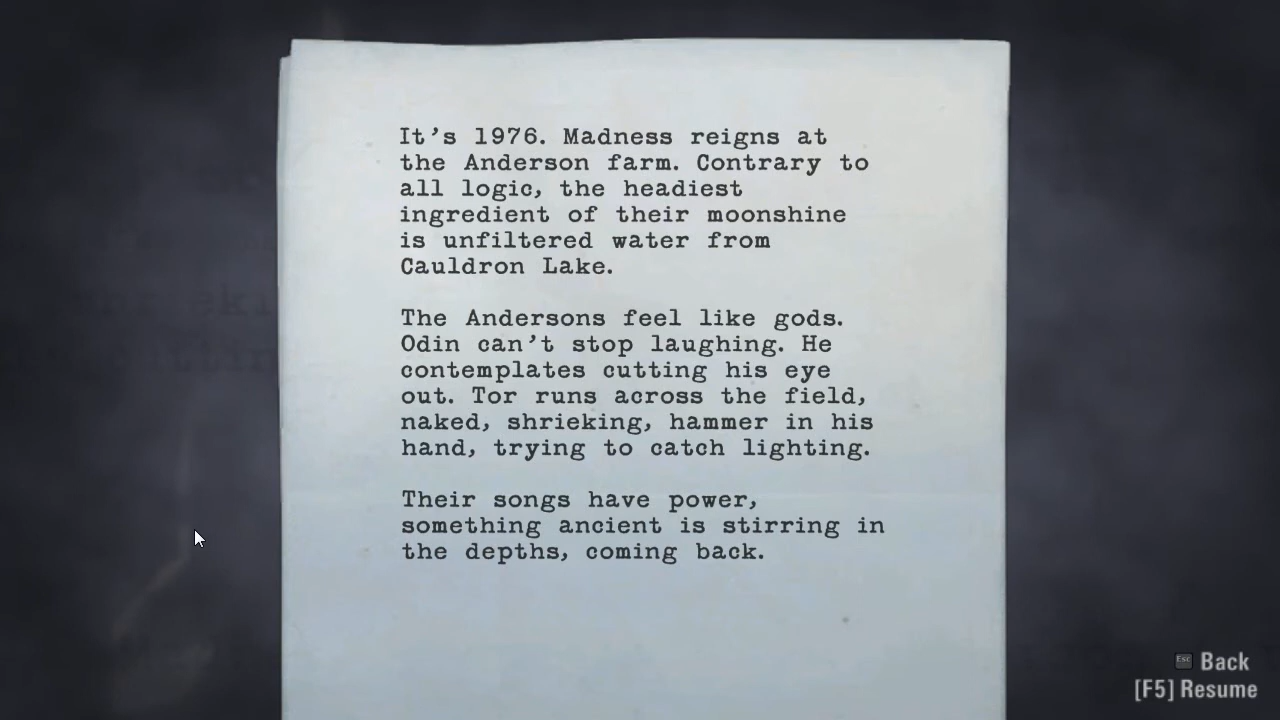 It's 1976. Madness reigns at
the Anderson farm. Contrary to
all logic, the headiest
ingredient of their moonshine
is unfiltered water from
Cauldron Lake.
The Andersons feel like gods.
Odin can't stop laughing. He
contemplates cutting his eye
out. Tor runs across the field,
naked, shrieking, hammer in his
hand, trying to catch lighting.
Their songs have power,
something ancient is stirring in
the depths, coming back.
Esc Back
[F5] Resume